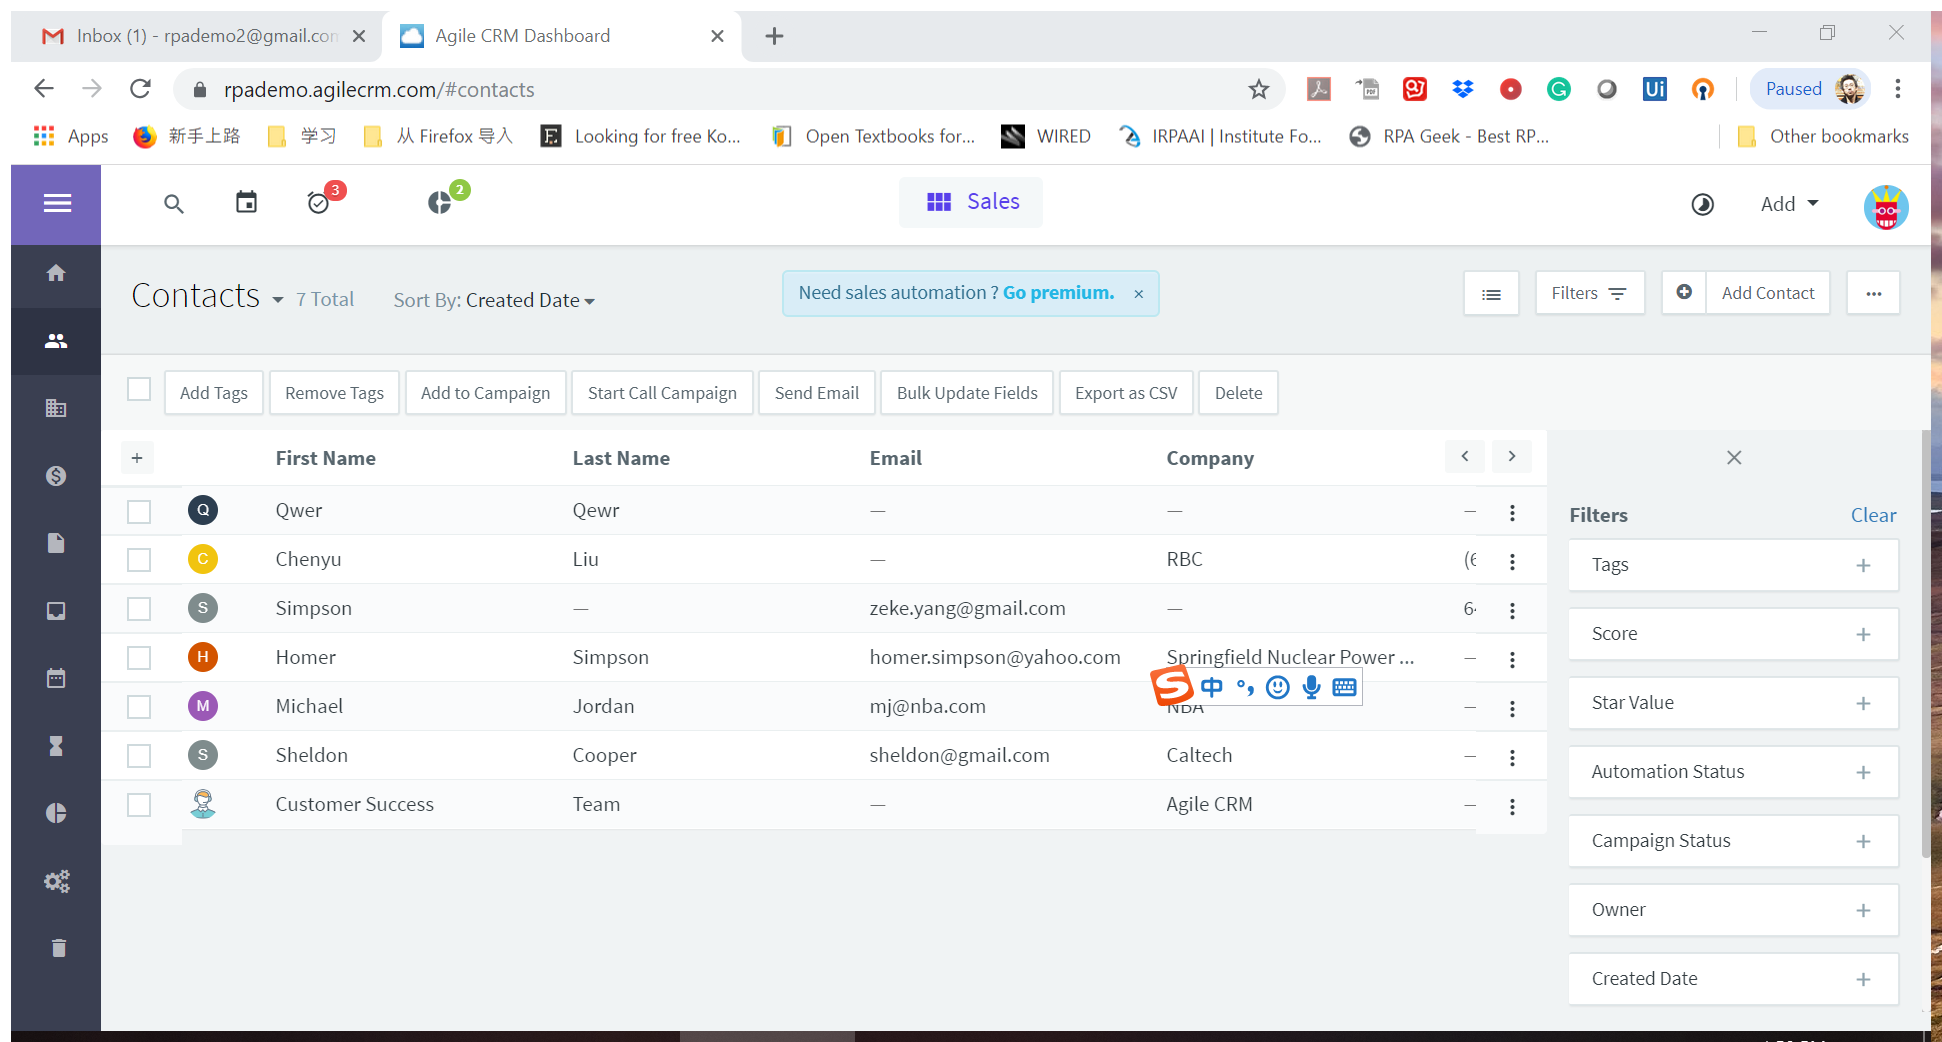 Inbox (1) - rpademo2@gmail.com
Agile CRM Dashboard
rpademo.agilecrm.com/#contacts
PDF
Ui
Paused
Apps
新手上路
学习
从 Firefox 导入
Looking for free Ko...
Open Textbooks for...
WIRED
IRPAAI | Institute Fo...
RPA Geek - Best RP...
Other bookmarks
3
2
Sales
Add
Contacts
7 Total
Sort By: Created Date
Need sales automation ? Go premium. ×
Filters
Add Contact
...
Add Tags
Remove Tags
Add to Campaign
Start Call Campaign
Send Email
Bulk Update Fields
Export as CSV
Delete
+ First Name Last Name Email Company < >
Q Qwer Qewr — — —
C Chenyu Liu — RBC (6
S Simpson — zeke.yang@gmail.com — 64
H Homer Simpson homer.simpson@yahoo.com Springfield Nuclear Power ... —
中
M Michael Jordan mj@nba.com NBA —
S Sheldon Cooper sheldon@gmail.com Caltech —
Customer Success Team — Agile CRM —
Filters Clear
Tags +
Score +
Star Value +
Automation Status +
Campaign Status +
Owner +
Created Date +